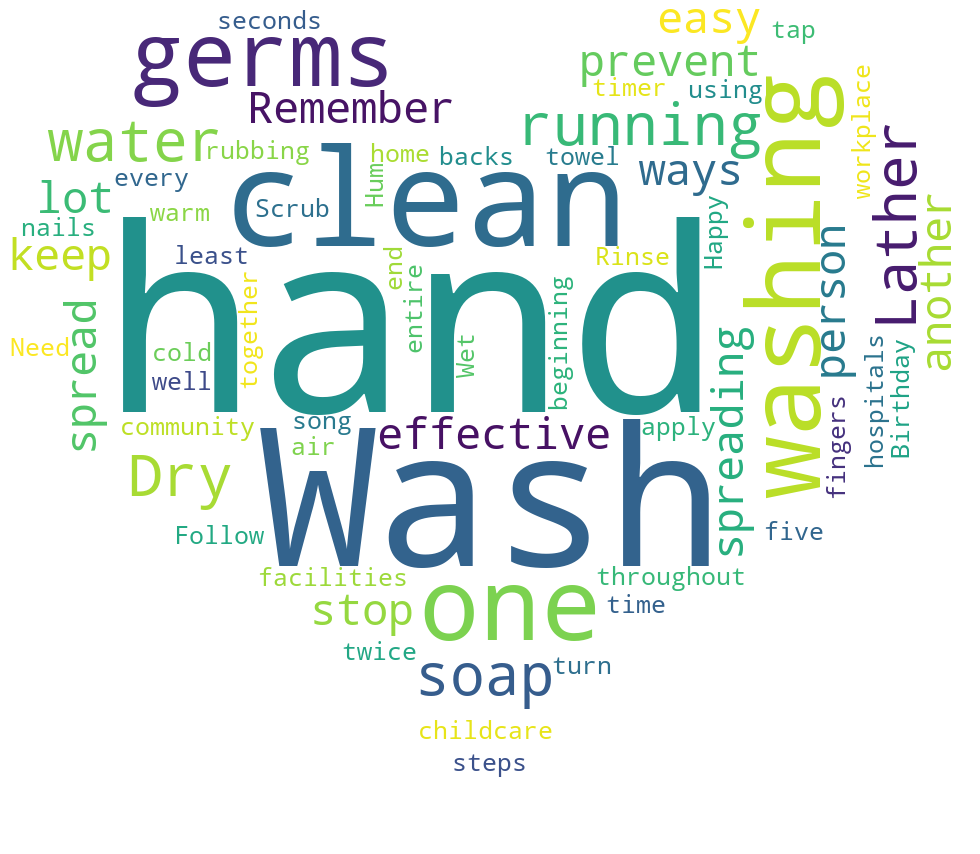 seconds
easy
tap
germs
prevent
timer
using
Remember
washing
workplace
water
running
rubbing
home
backs
towel
ways
Lather
every
clean
Hum
lot
warm
Scrub
Happy
nails
keep
least
end
Rinse
person
another
hand
together
entire
beginning
spread
Need
cold
Wet
spreading
well
hospitals
Birthday
community
song
effective
apply
fingers
air
Dry
Wash
Follow
five
facilities
throughout
stop
one
time
twice
soap
turn
childcare
steps